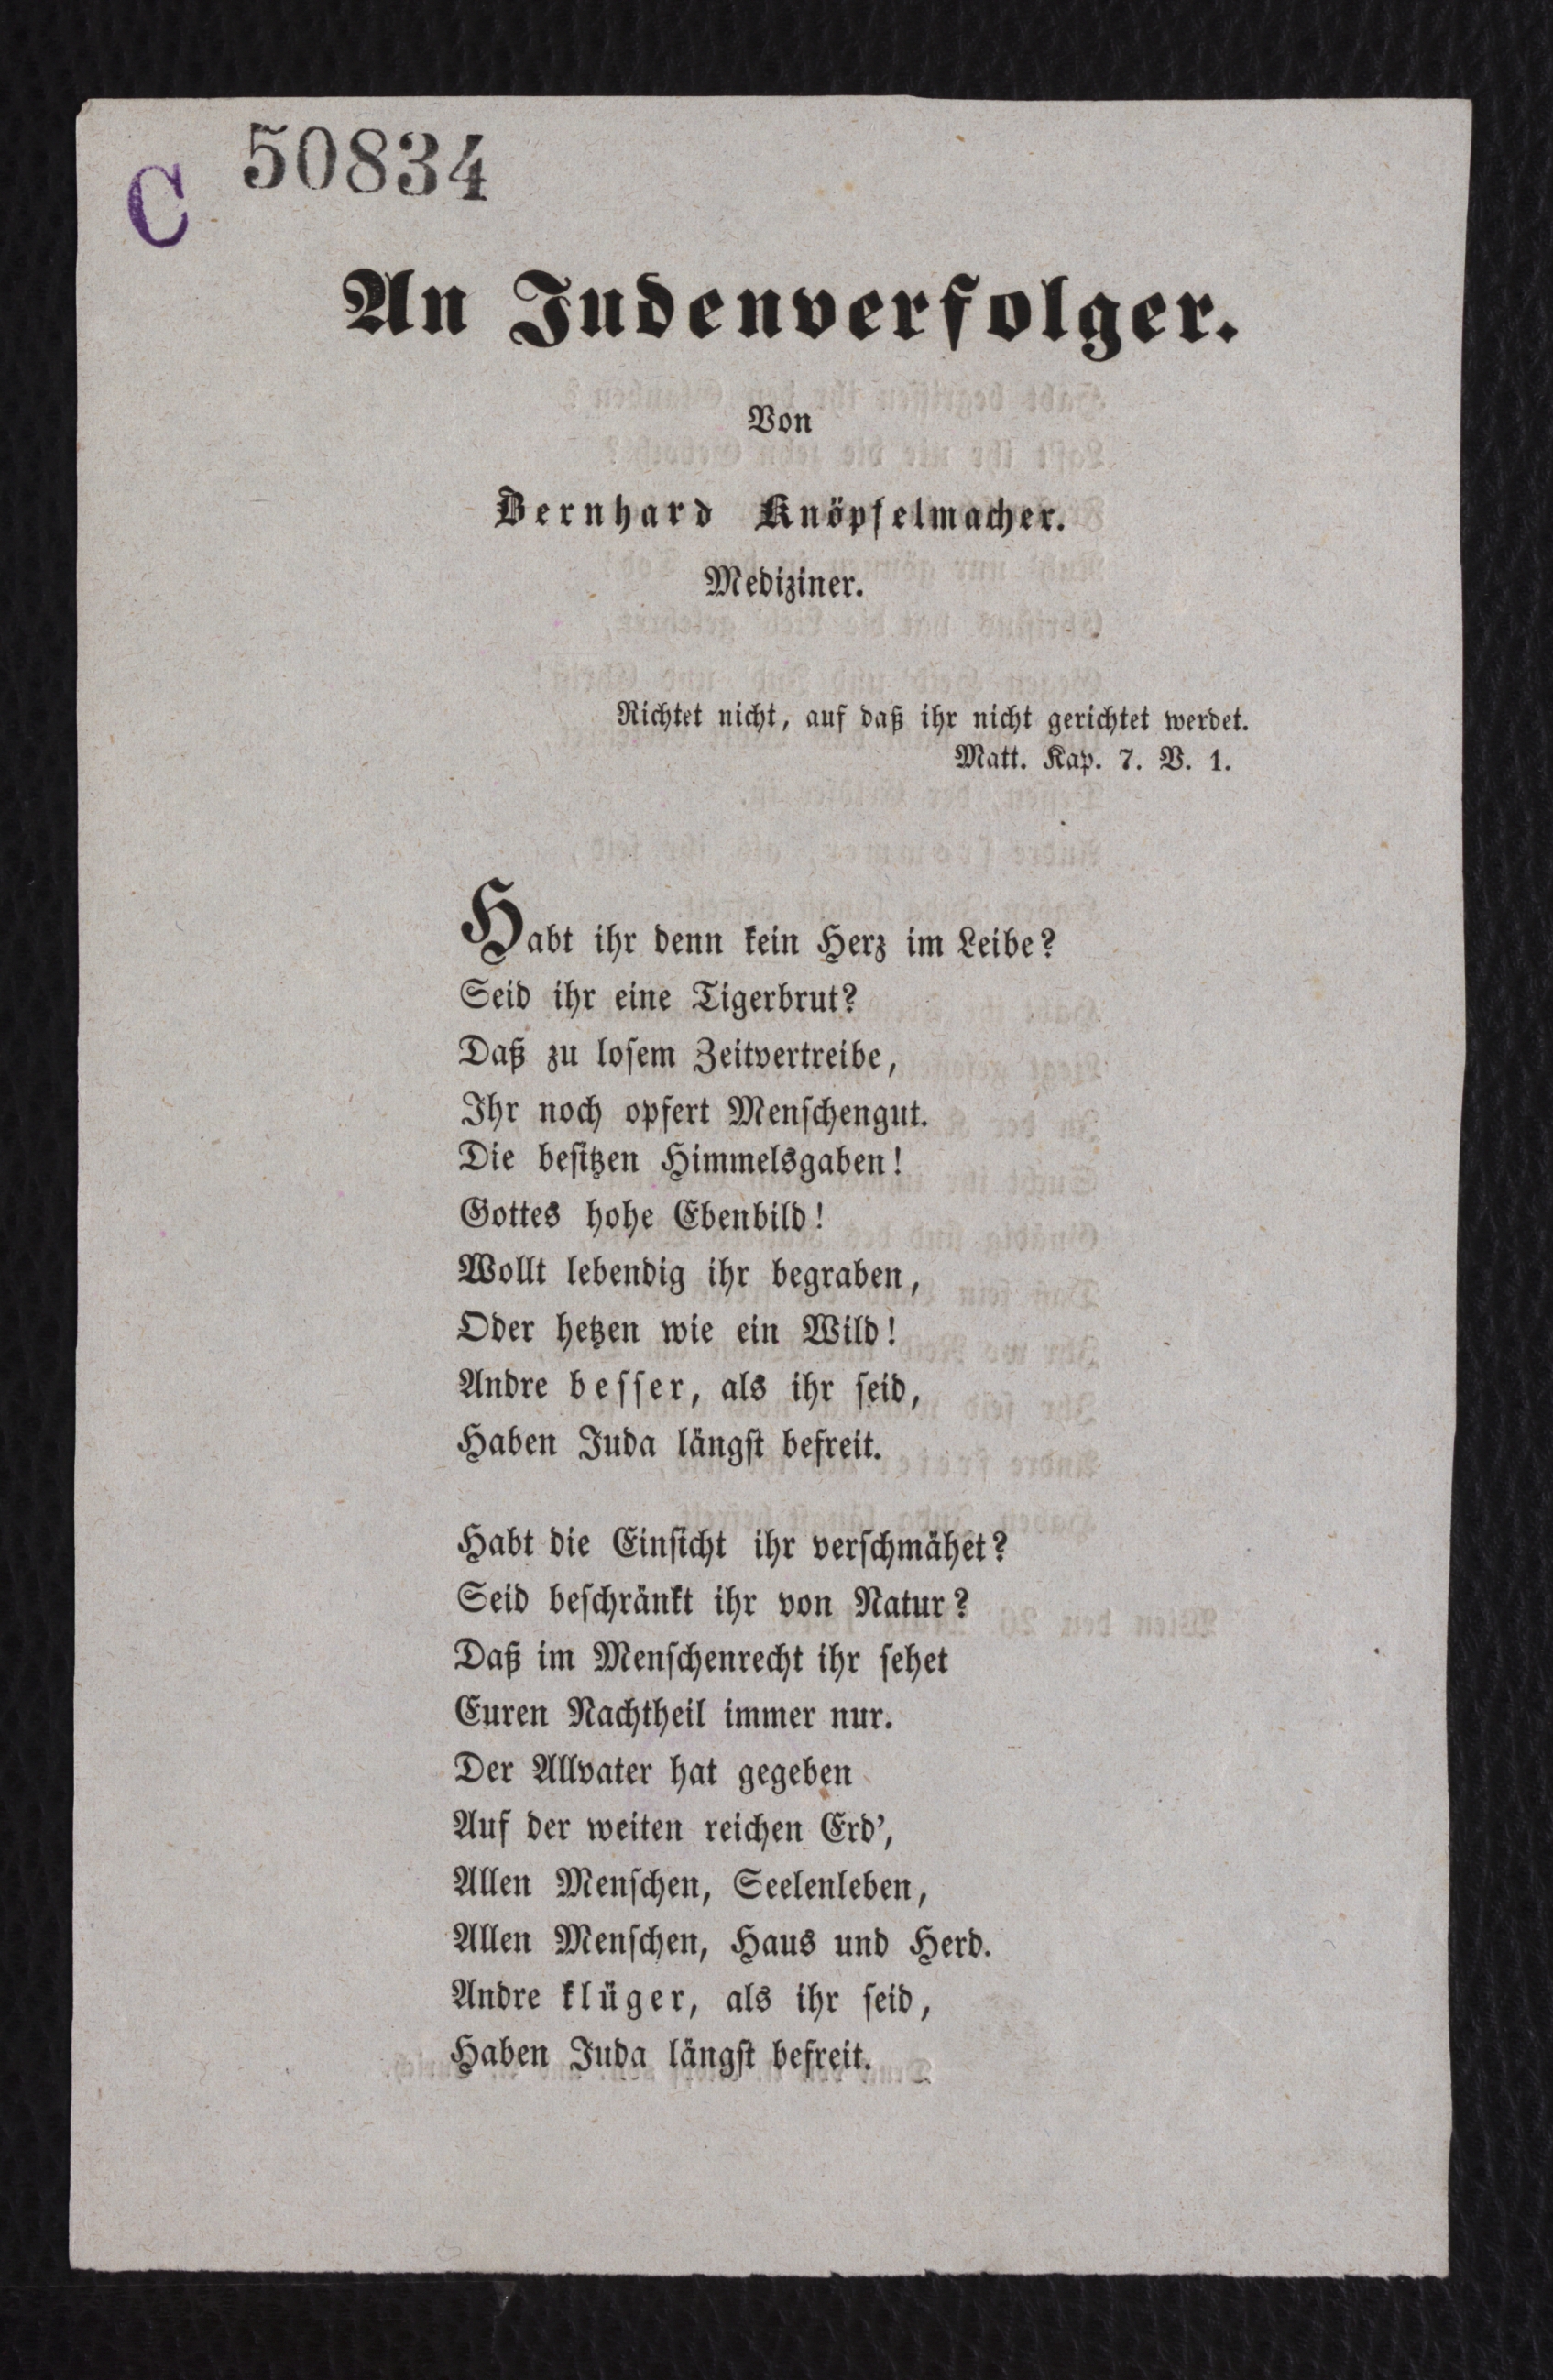 C 50834
An Judenverfolger.
Von
Bernhard Knöpfelmacher.
Mediziner.
Richtet nicht, auf daß ihr nicht gerichtet werdet.
Matt. Kap. 7. V. 1.
Habt ihr denn kein Herz im Leibe?
Seid ihr eine Tigerbrut?
Daß zu losem Zeitvertreibe,
Ihr noch opfert Menschengut.
Die besitzen Himmelsgaben!
Gottes hohe Ebenbild!
Wollt lebendig ihr begraben,
Oder hetzen wie ein Wild!
Andre besser, als ihr seid,
Haben Juda längst befreit.
Habt die Einsicht ihr verschmähet?
Seid beschränkt ihr von Natur?
Daß im Menschenrecht ihr sehet
Euren Nachtheil immer nur.
Der Allvater hat gegeben
Auf der weiten reichen Erd',
Allen Menschen, Seelenleben,
Allen Menschen, Haus und Herd.
Andre klüger, als ihr seid,
Haben Juda längst befreit.